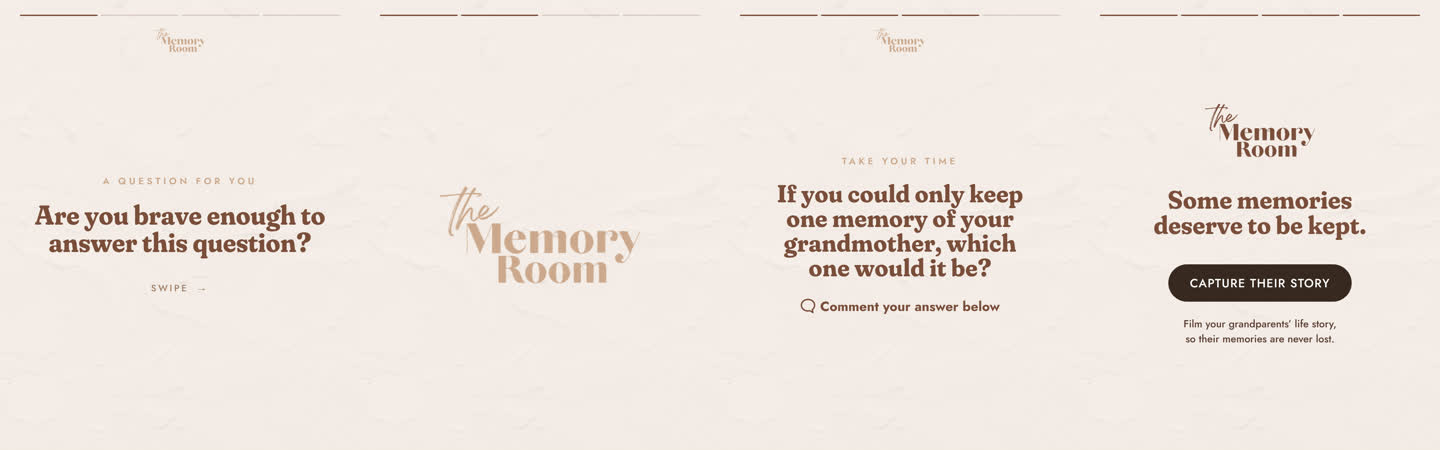 the
Memory
Room
A QUESTION FOR YOU
Are you brave enough to
answer this question?
SWIPE →
the
Memory
Room
the
Memory
Room
TAKE YOUR TIME
If you could only keep
one memory of your
grandmother, which
one would it be?
Comment your answer below
the
Memory
Room
Some memories
deserve to be kept.
CAPTURE THEIR STORY
Film your grandparents' life story,
so their memories are never lost.